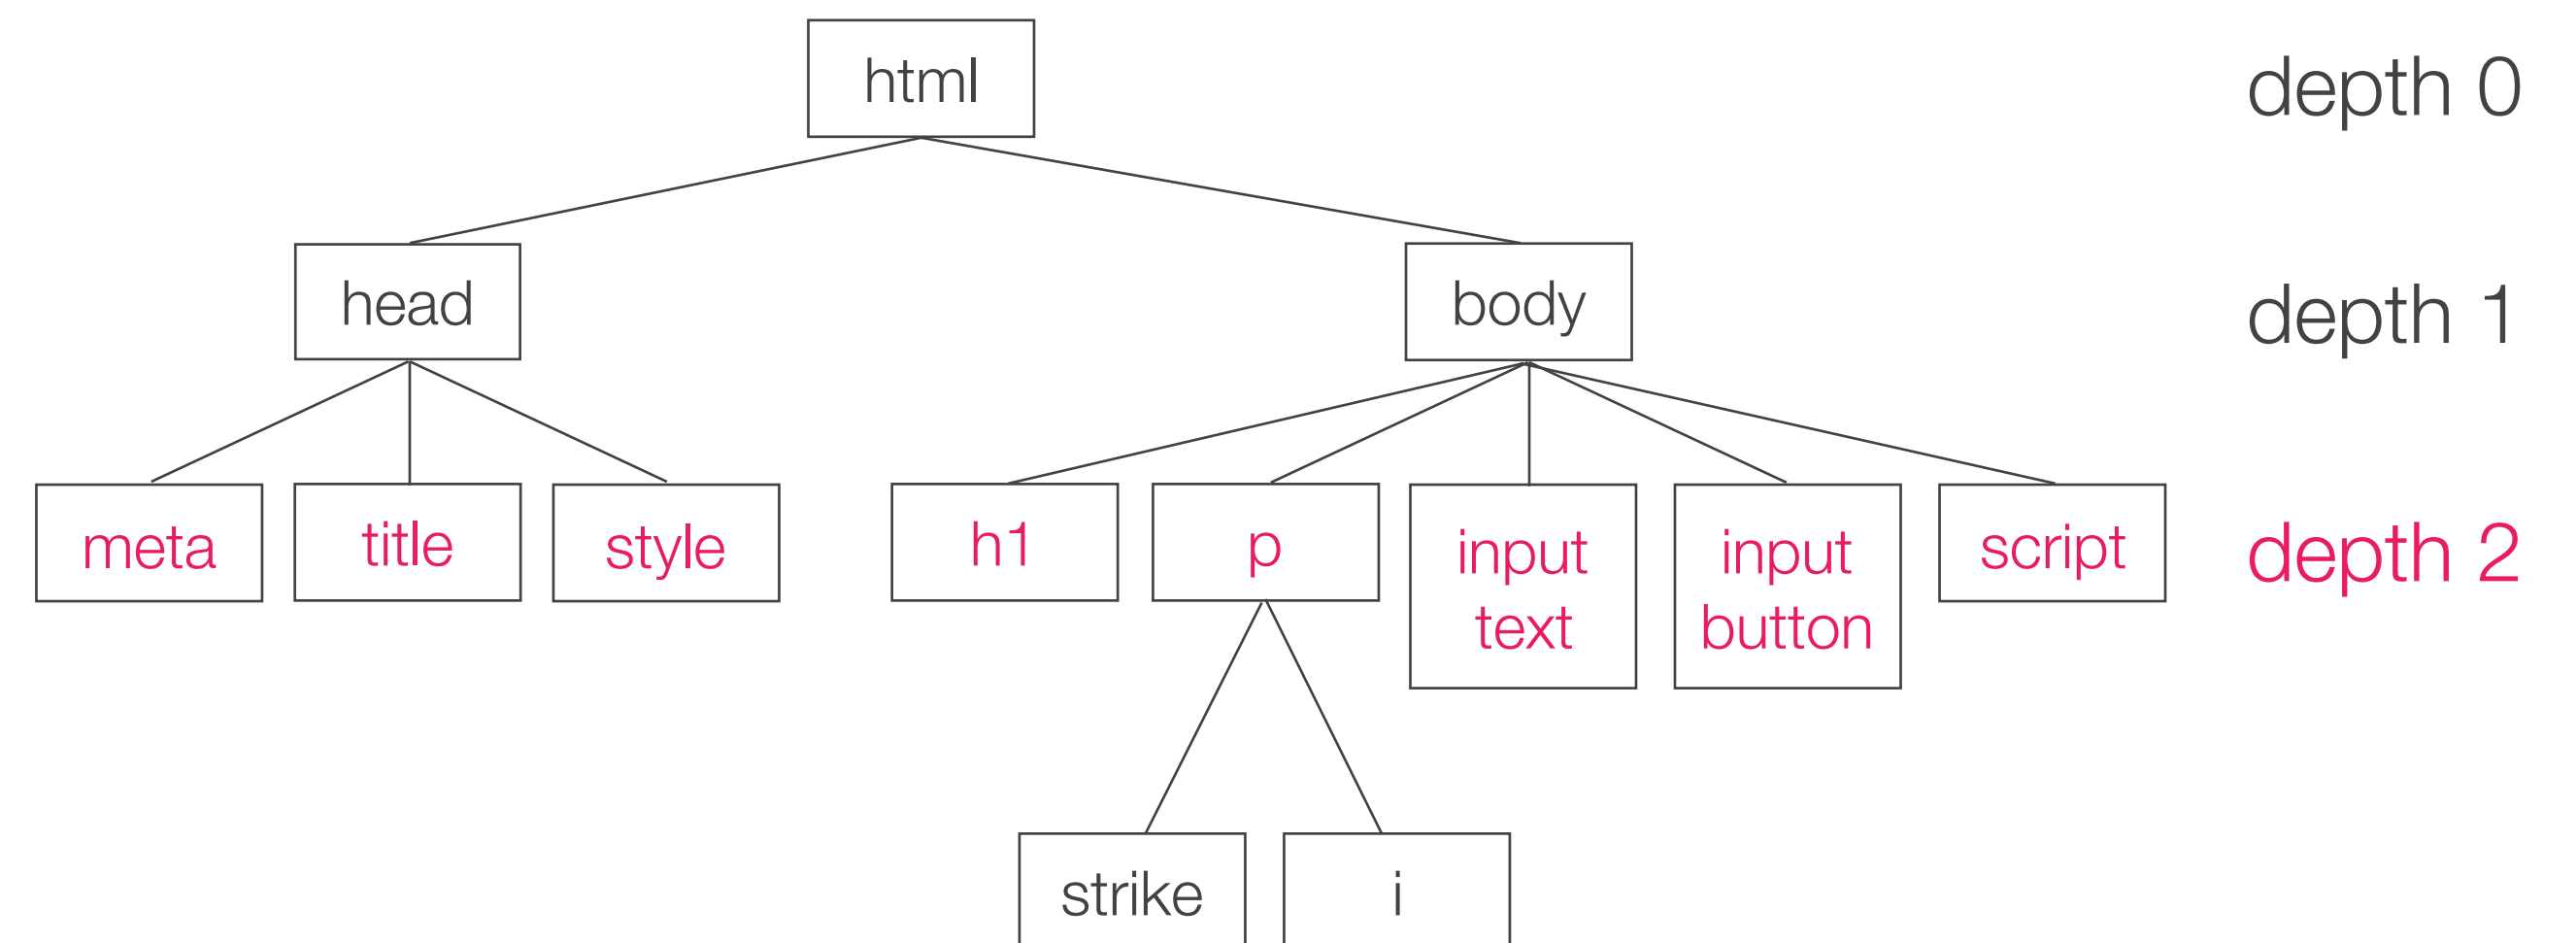 html
depth 0
head
body
depth 1
meta
title
style
h1
p
input
text
input
button
script
depth 2
strike
i